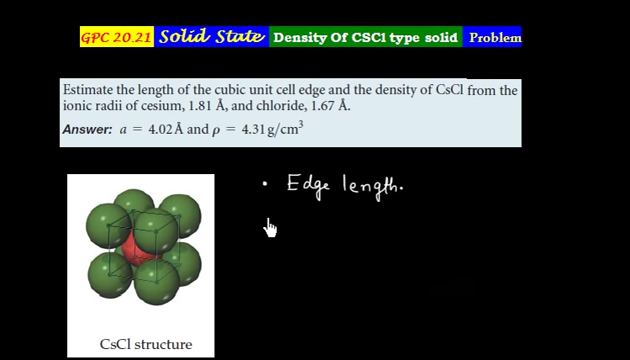 GPC 20.21 Solid State Density Of CSCl type solid Problem
Estimate the length of the cubic unit cell edge and the density of CsCl from the
ionic radii of cesium, 1.81 Å, and chloride, 1.67 Å.
Answer: a = 4.02 Å and ρ = 4.31 g/cm³
• Edge length.
CsCl structure